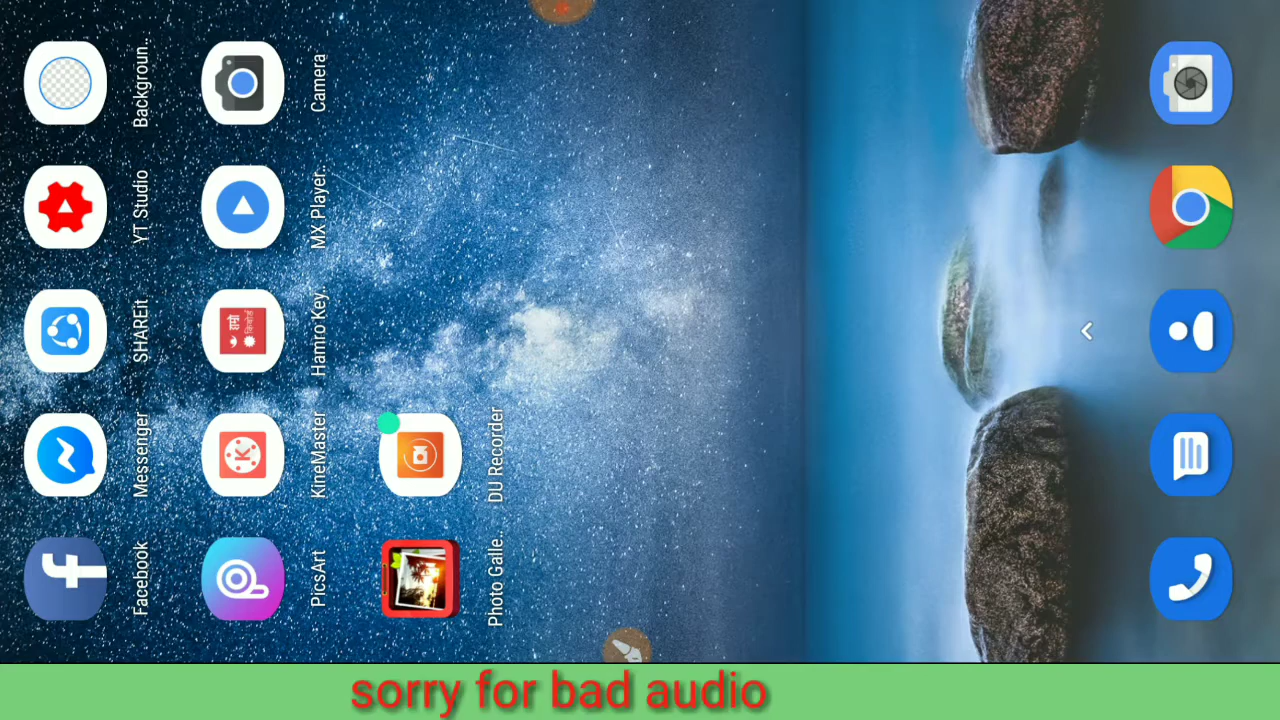 Facebook
Messenger
SHAREit
YT Studio
Backgroun..
PicsArt
KineMaster
Hamro Key..
MX Player..
Camera
Photo Galle..
DU Recorder
sorry for bad audio